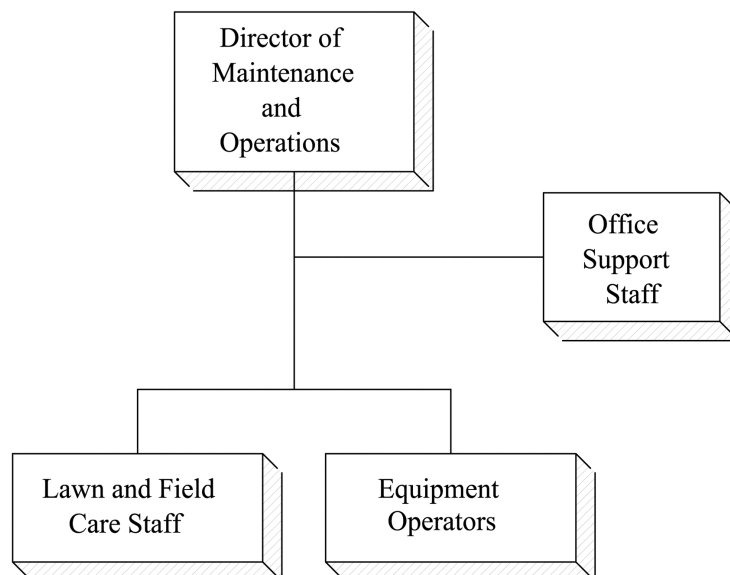 Director of
Maintenance
and
Operations
Office
Support
Staff
Lawn and Field
Care Staff
Equipment
Operators